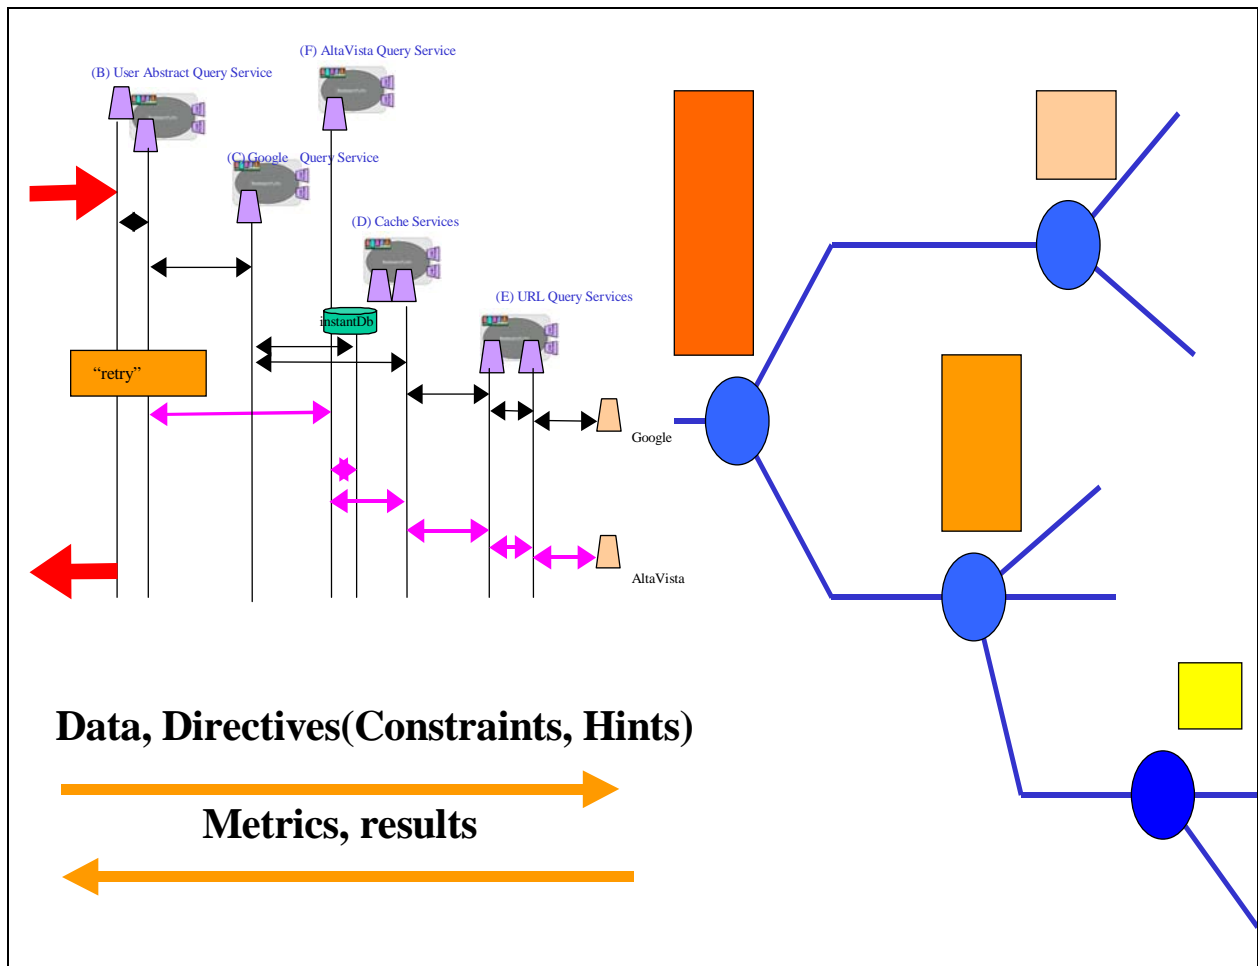 (F) AltaVista Query Service
(B) User Abstract Query Service
(C) Google Query Service
(D) Cache Services
(E) URL Query Services
instantDb
“retry”
Google
AltaVista
Data, Directives(Constraints, Hints)
Metrics, results